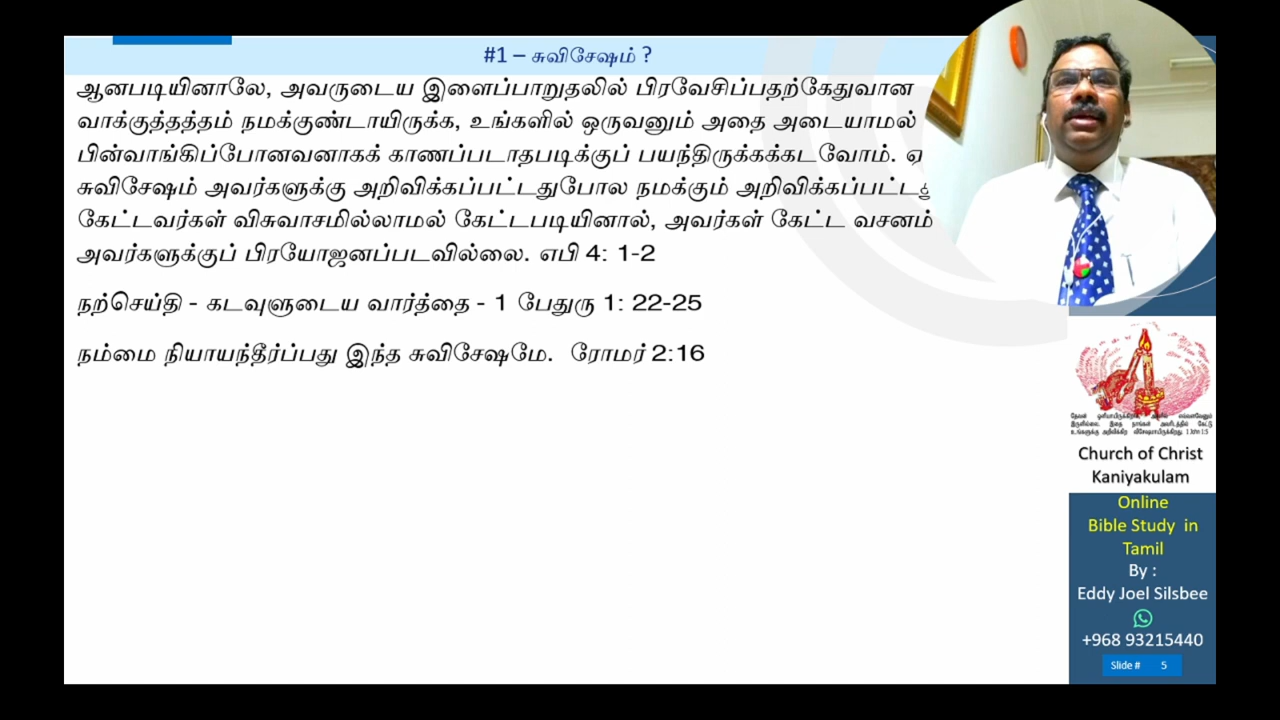 #1 – சுவிசேஷம் ?
ஆனபடியினாலே, அவருடைய இளைப்பாறுதலில் பிரவேசிப்பதற்கேதுவான
வாக்குத்தத்தம் நமக்குண்டாயிருக்க, உங்களில் ஒருவனும் அதை அடையாமல்
பின்வாங்கிப்போனவனாகக் காணப்படாதபடிக்குப் பயந்திருக்கக்கடவோம்.
சுவிசேஷம் அவர்களுக்கு அறிவிக்கப்பட்டதுபோல நமக்கும்
கேட்டவர்கள் விசுவாசமில்லாமல் கேட்டபடியினால், அவர்கள் கேட்ட வசனம்
அவர்களுக்குப் பிரயோஜனப்படவில்லை. எபி 4: 1-2
நற்செய்தி - கடவுளுடைய வார்த்தை - 1 பேதுரு 1: 22-25
நம்மை நியாயந்தீர்ப்பது இந்த சுவிசேஷமே. ரோமர் 2:16
Church of Christ
Kaniyakulam
Online
Bible Study in
Tamil
By :
Eddy Joel Silsbee
+968 93215440
Slide # 5